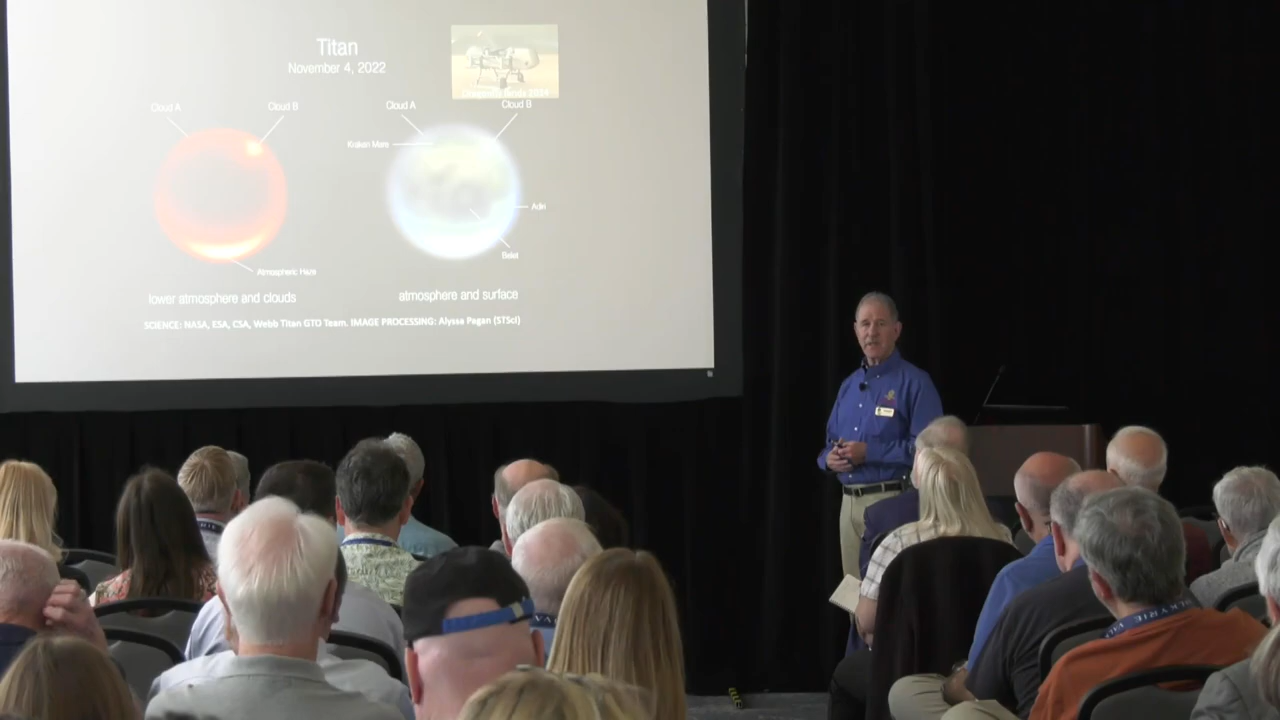 Titan
November 4, 2022
Cloud A
Cloud B
Cloud A
Cloud B
Kraken Mare
Adiri
Belet
Atmospheric Haze
lower atmosphere and clouds
atmosphere and surface
SCIENCE: NASA, ESA, CSA, Webb Titan GTO Team. IMAGE PROCESSING: Alyssa Pagan (STScI)